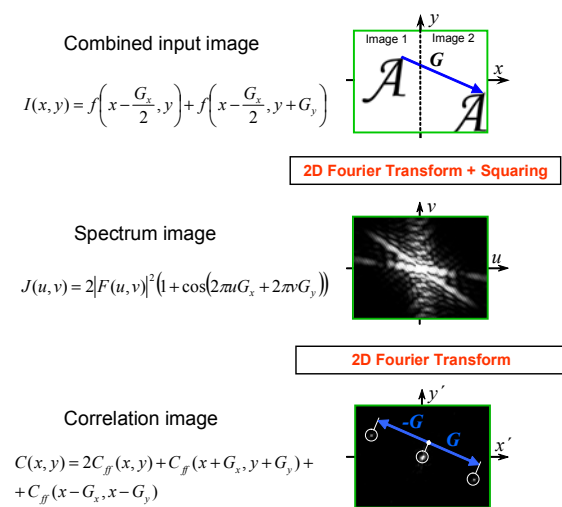 Combined input image
I(x, y) = f(x − G_x/2, y) + f(x − G_x/2, y + G_y)
y
Image 1 Image 2
G
x
A
A
2D Fourier Transform + Squaring
Spectrum image
J(u, v) = 2|F(u, v)|²(1 + cos(2πuG_x + 2πvG_y))
v
u
2D Fourier Transform
Correlation image
C(x, y) = 2C_ff(x, y) + C_ff(x + G_x, y + G_y) +
+ C_ff(x − G_x, x − G_y)
y´
-G G
x´